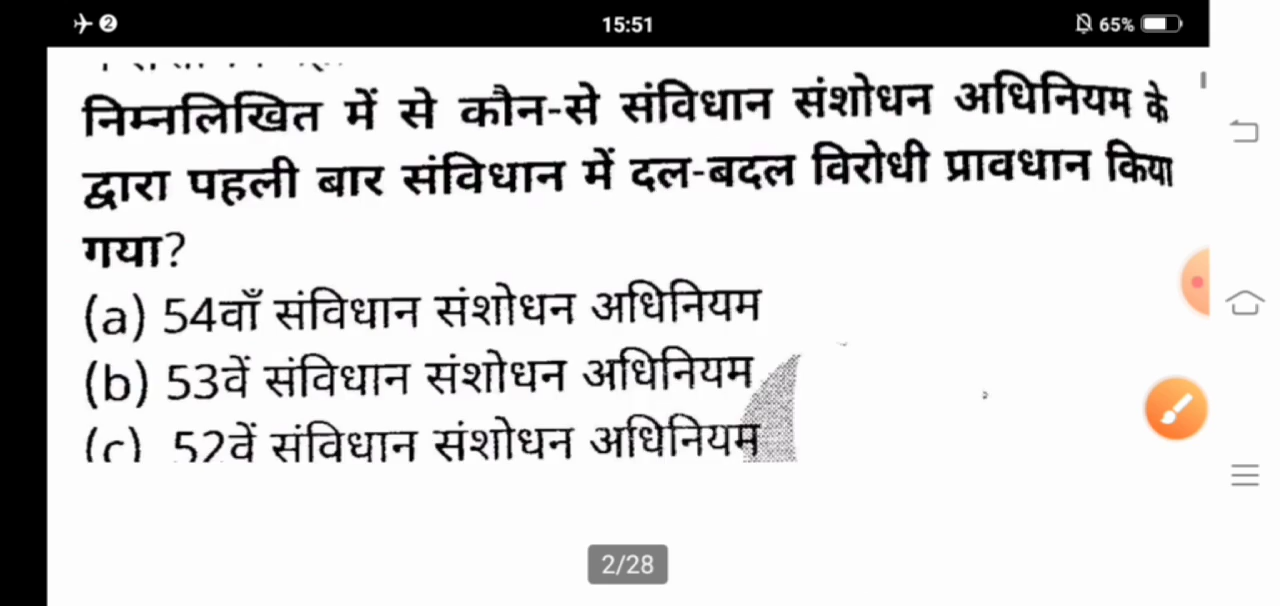 2 15:51 65%
निम्नलिखित में से कौन-से संविधान संशोधन अधिनियम के
द्वारा पहली बार संविधान में दल-बदल विरोधी प्रावधान किया
गया?
(a) 54वाँ संविधान संशोधन अधिनियम
(b) 53वें संविधान संशोधन अधिनियम
(c) 52वें संविधान संशोधन अधिनियम
2/28